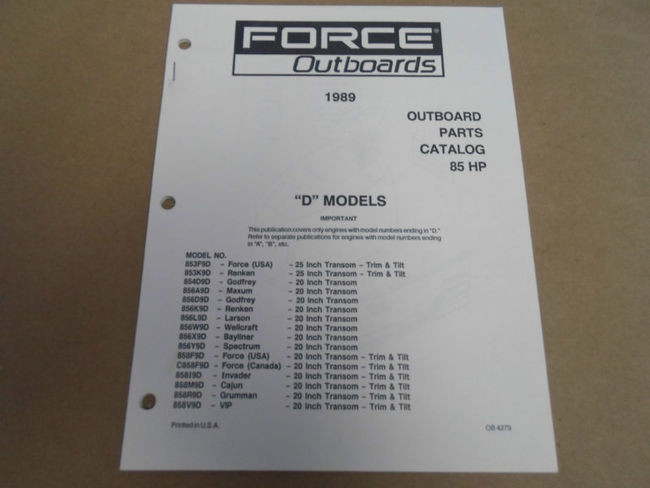 FORCE®
Outboards
1989
OUTBOARD
PARTS
CATALOG
85 HP
“D” MODELS
IMPORTANT
This publication covers only engines with model numbers ending in “D.”
Refer to separate publications for engines with model numbers ending
in “A”, “B”, etc.
MODEL NO.
853F9D – Force (USA) – 25 Inch Transom – Trim & Tilt
853K9D – Renken – 25 Inch Transom – Trim & Tilt
854D9D – Godfrey – 20 Inch Transom
856A9D – Maxum – 20 Inch Transom
856D9D – Godfrey – 20 Inch Transom
856K9D – Renken – 20 Inch Transom
856L9D – Larson – 20 Inch Transom
856W9D – Wellcraft – 20 Inch Transom
856X9D – Bayliner – 20 Inch Transom
856Y9D – Spectrum – 20 Inch Transom
858F9D – Force (USA) – 20 Inch Transom – Trim & Tilt
C858F9D – Force (Canada) – 20 Inch Transom – Trim & Tilt
858I9D – Invader – 20 Inch Transom – Trim & Tilt
858M9D – Cajun – 20 Inch Transom – Trim & Tilt
858R9D – Grumman – 20 Inch Transom – Trim & Tilt
858V9D – VIP – 20 Inch Transom – Trim & Tilt
Printed in U.S.A.
OB 4279